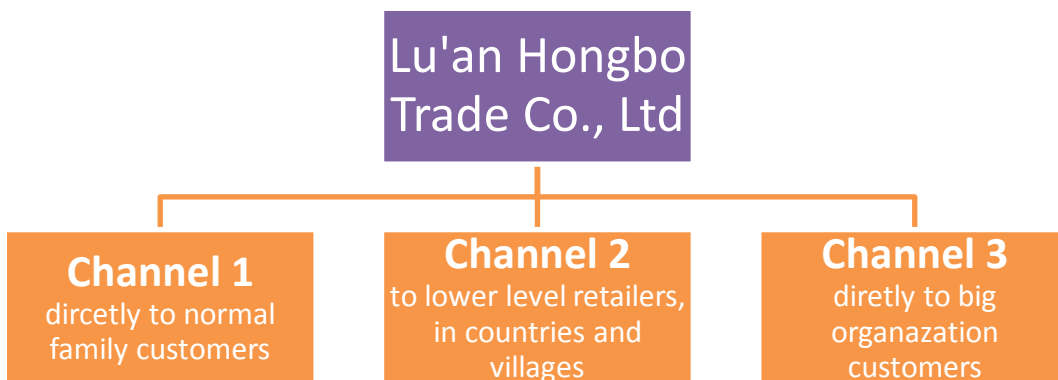 Lu'an Hongbo
Trade Co., Ltd
Channel 1
dircetly to normal
family customers
Channel 2
to lower level retailers,
in countries and
villages
Channel 3
diretly to big
organazation
customers